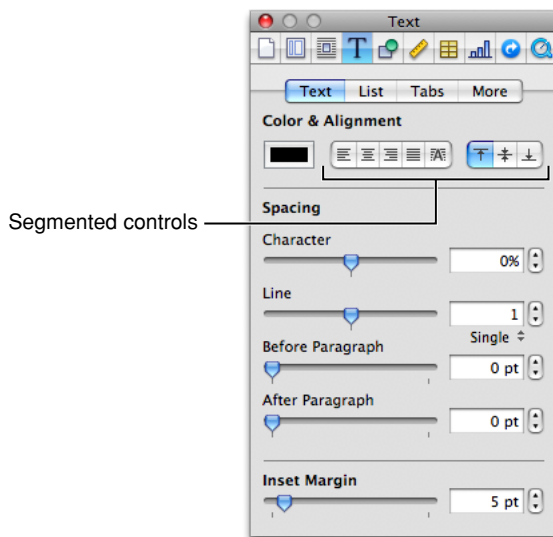 Text
Text List Tabs More
Color & Alignment
Segmented controls
Spacing
Character
0%
Line
1
Single
Before Paragraph
0 pt
After Paragraph
0 pt
Inset Margin
5 pt